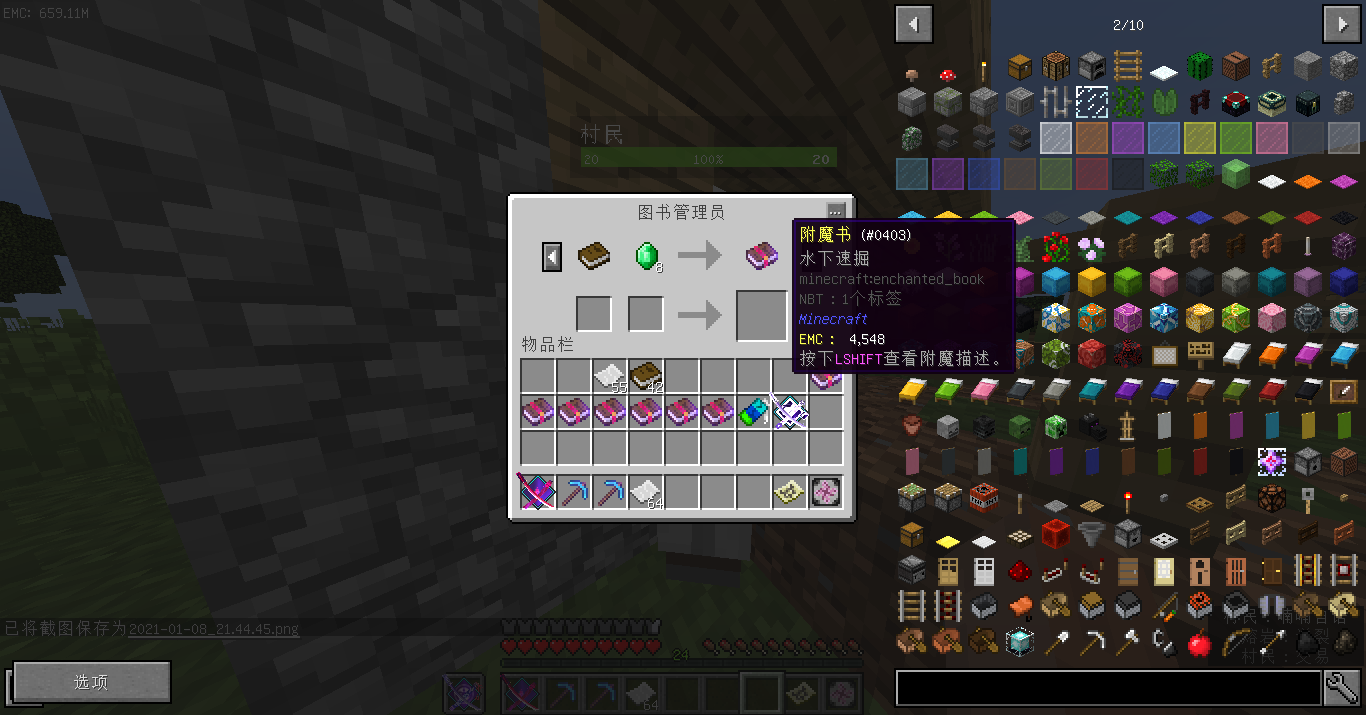 EMC: 659.11M
2/10
村民
20 100% 20
图书管理员
...
8
附魔书 (#0403)
水下速掘
minecraft:enchanted_book
NBT : 1个标签
Minecraft
EMC : 4,548
按下LSHIFT查看附魔描述。
物品栏
55 42
64
已将截图保存为2021-01-08_21.44.45.png
24
选项
64